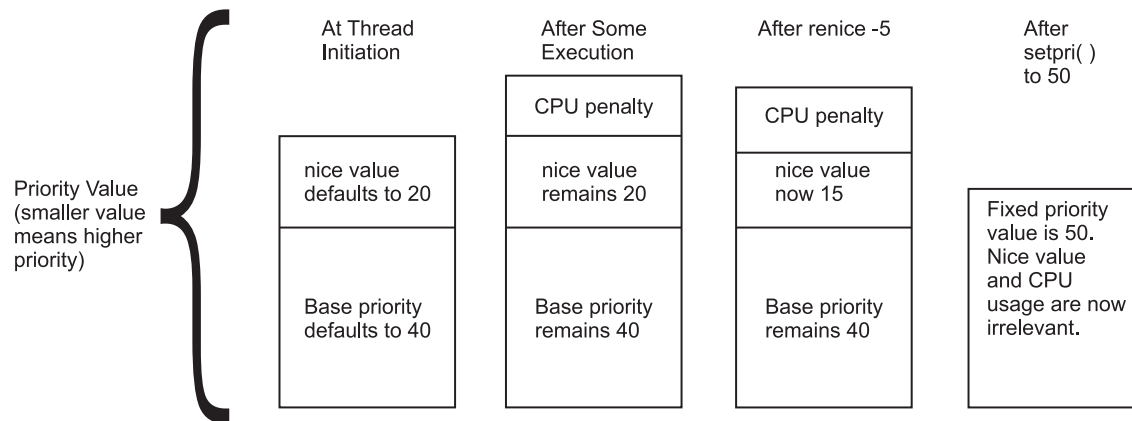 Priority Value
(smaller value
means higher
priority)
At Thread
Initiation
nice value
defaults to 20
Base priority
defaults to 40
After Some
Execution
CPU penalty
nice value
remains 20
Base priority
remains 40
After renice -5
CPU penalty
nice value
now 15
Base priority
remains 40
After
setpri( )
to 50
Fixed priority
value is 50.
Nice value
and CPU
usage are now
irrelevant.